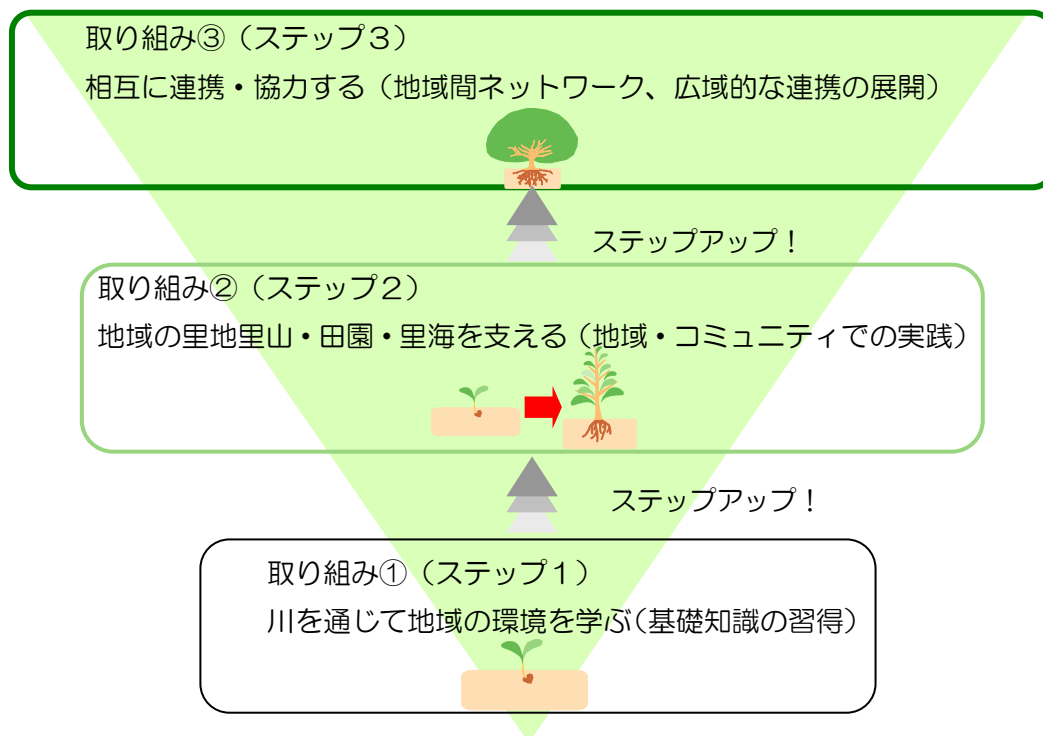 取り組み③（ステップ３）
相互に連携・協力する（地域間ネットワーク、広域的な連携の展開）
ステップアップ！
取り組み②（ステップ２）
地域の里地里山・田園・里海を支える（地域・コミュニティでの実践）
ステップアップ！
取り組み①（ステップ１）
川を通じて地域の環境を学ぶ（基礎知識の習得）